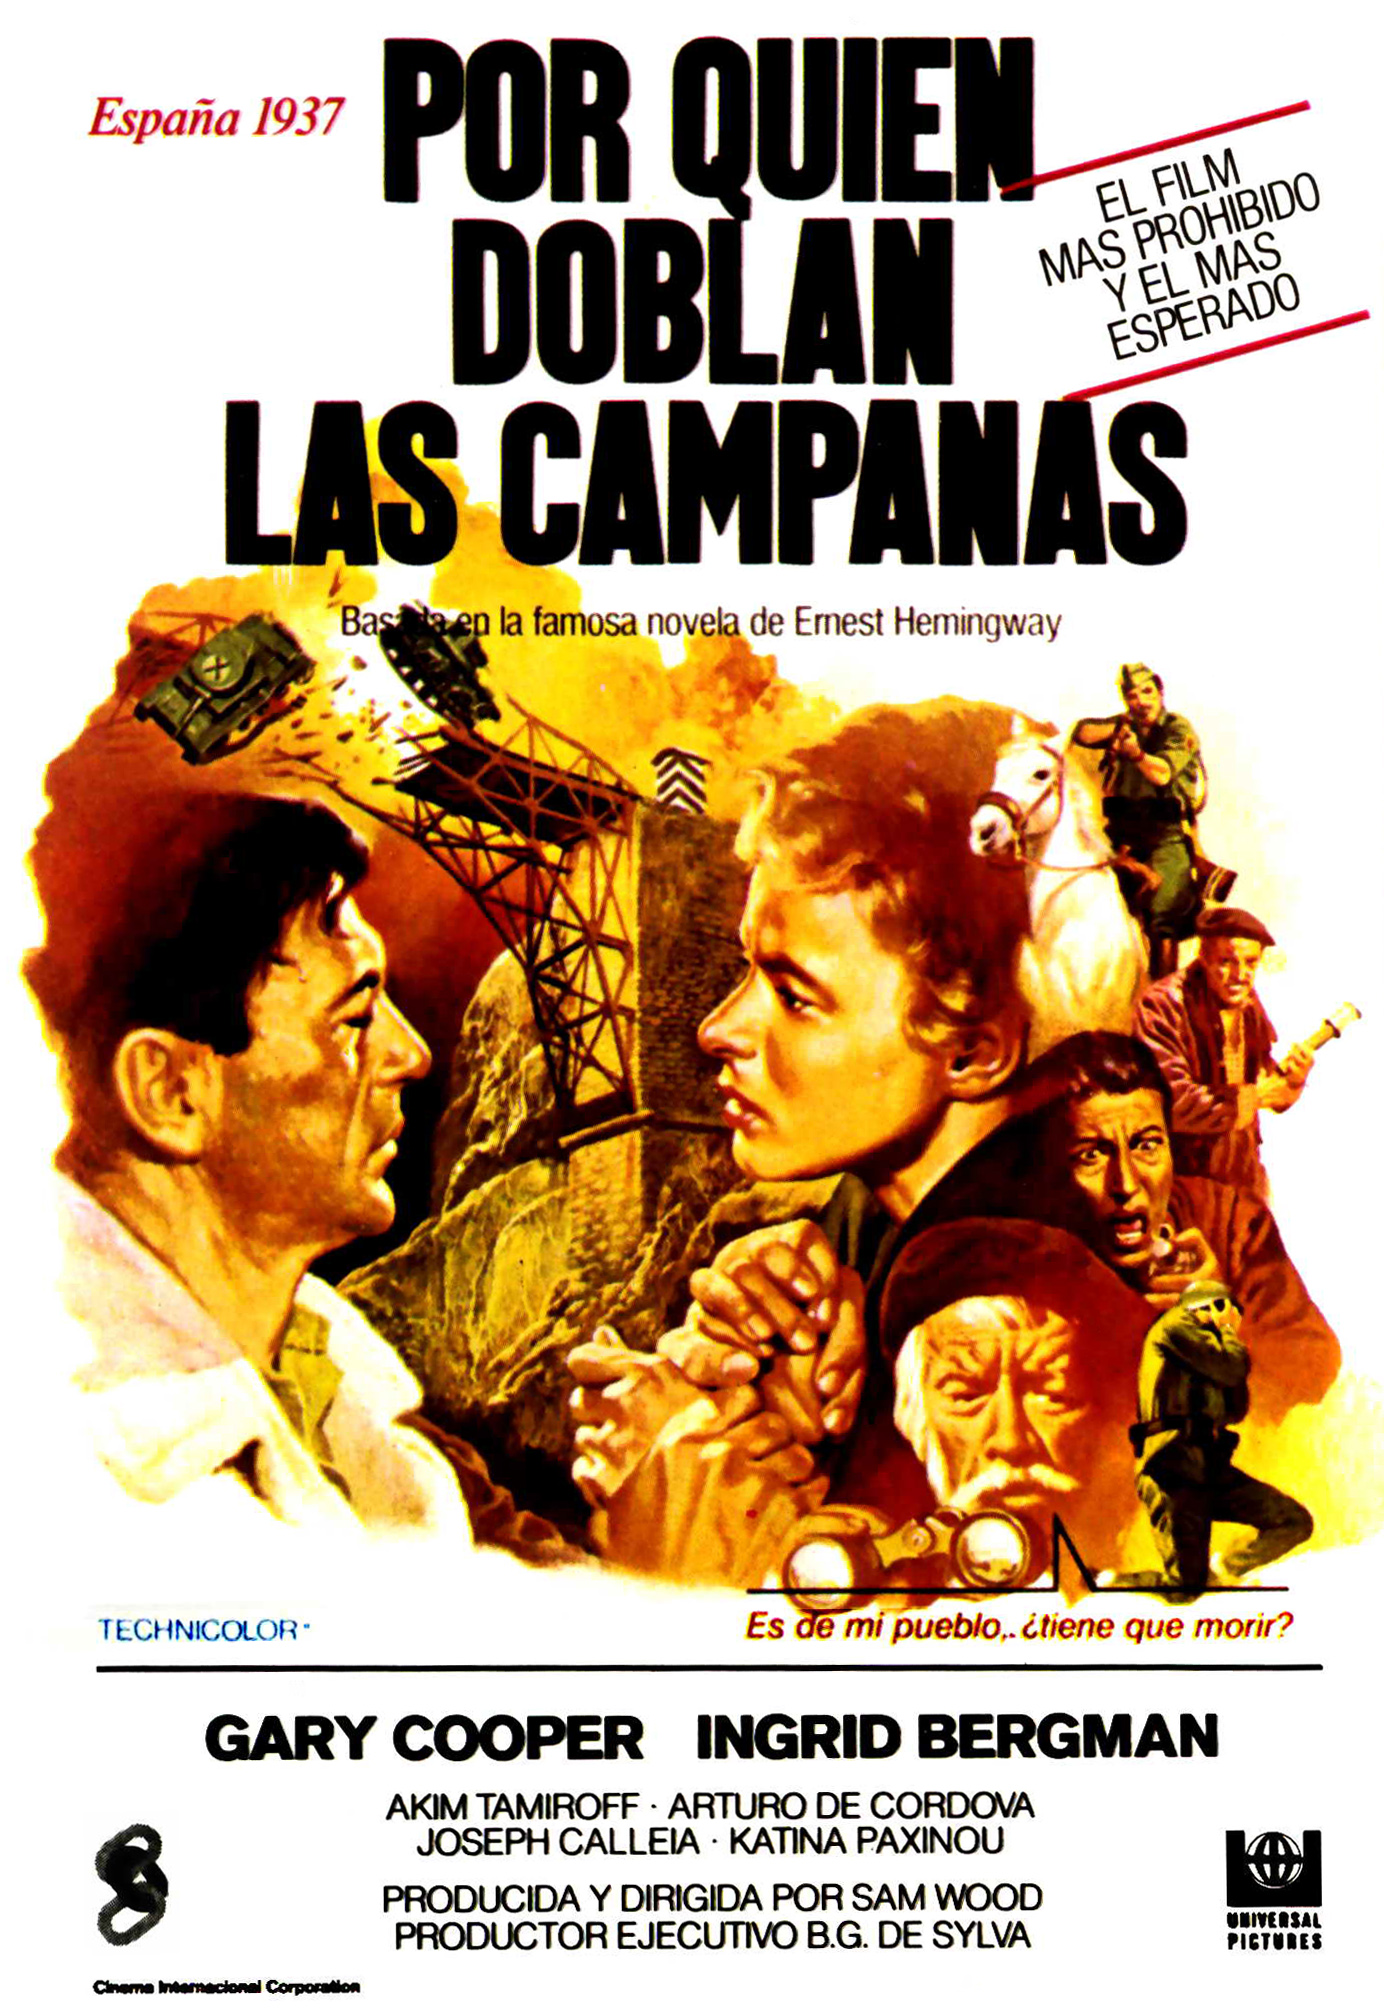 España 1937
POR QUIEN
DOBLAN
LAS CAMPANAS
EL FILM
MAS PROHIBIDO
Y EL MAS
ESPERADO
Basada en la famosa novela de Ernest Hemingway
TECHNICOLOR
Es de mi pueblo,. ¿tiene que morir?
GARY COOPER INGRID BERGMAN
AKIM TAMIROFF · ARTURO DE CORDOVA
JOSEPH CALLEIA · KATINA PAXINOU
PRODUCIDA Y DIRIGIDA POR SAM WOOD
PRODUCTOR EJECUTIVO B.G. DE SYLVA
UNIVERSAL
PICTURES
Cinema Internacional Corporation